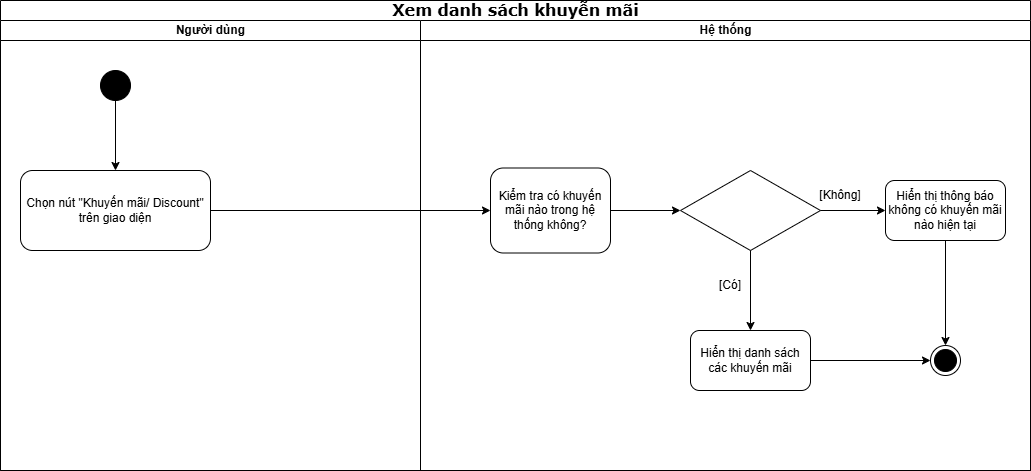 Xem danh sách khuyễn mãi
Người dùng
Hệ thống
Chọn nút "Khuyến mãi/ Discount"
trên giao diện
Kiểm tra có khuyến
mãi nào trong hệ
thống không?
[Không]
Hiển thị thông báo
không có khuyến mãi
nào hiện tại
[Có]
Hiển thị danh sách
các khuyến mãi